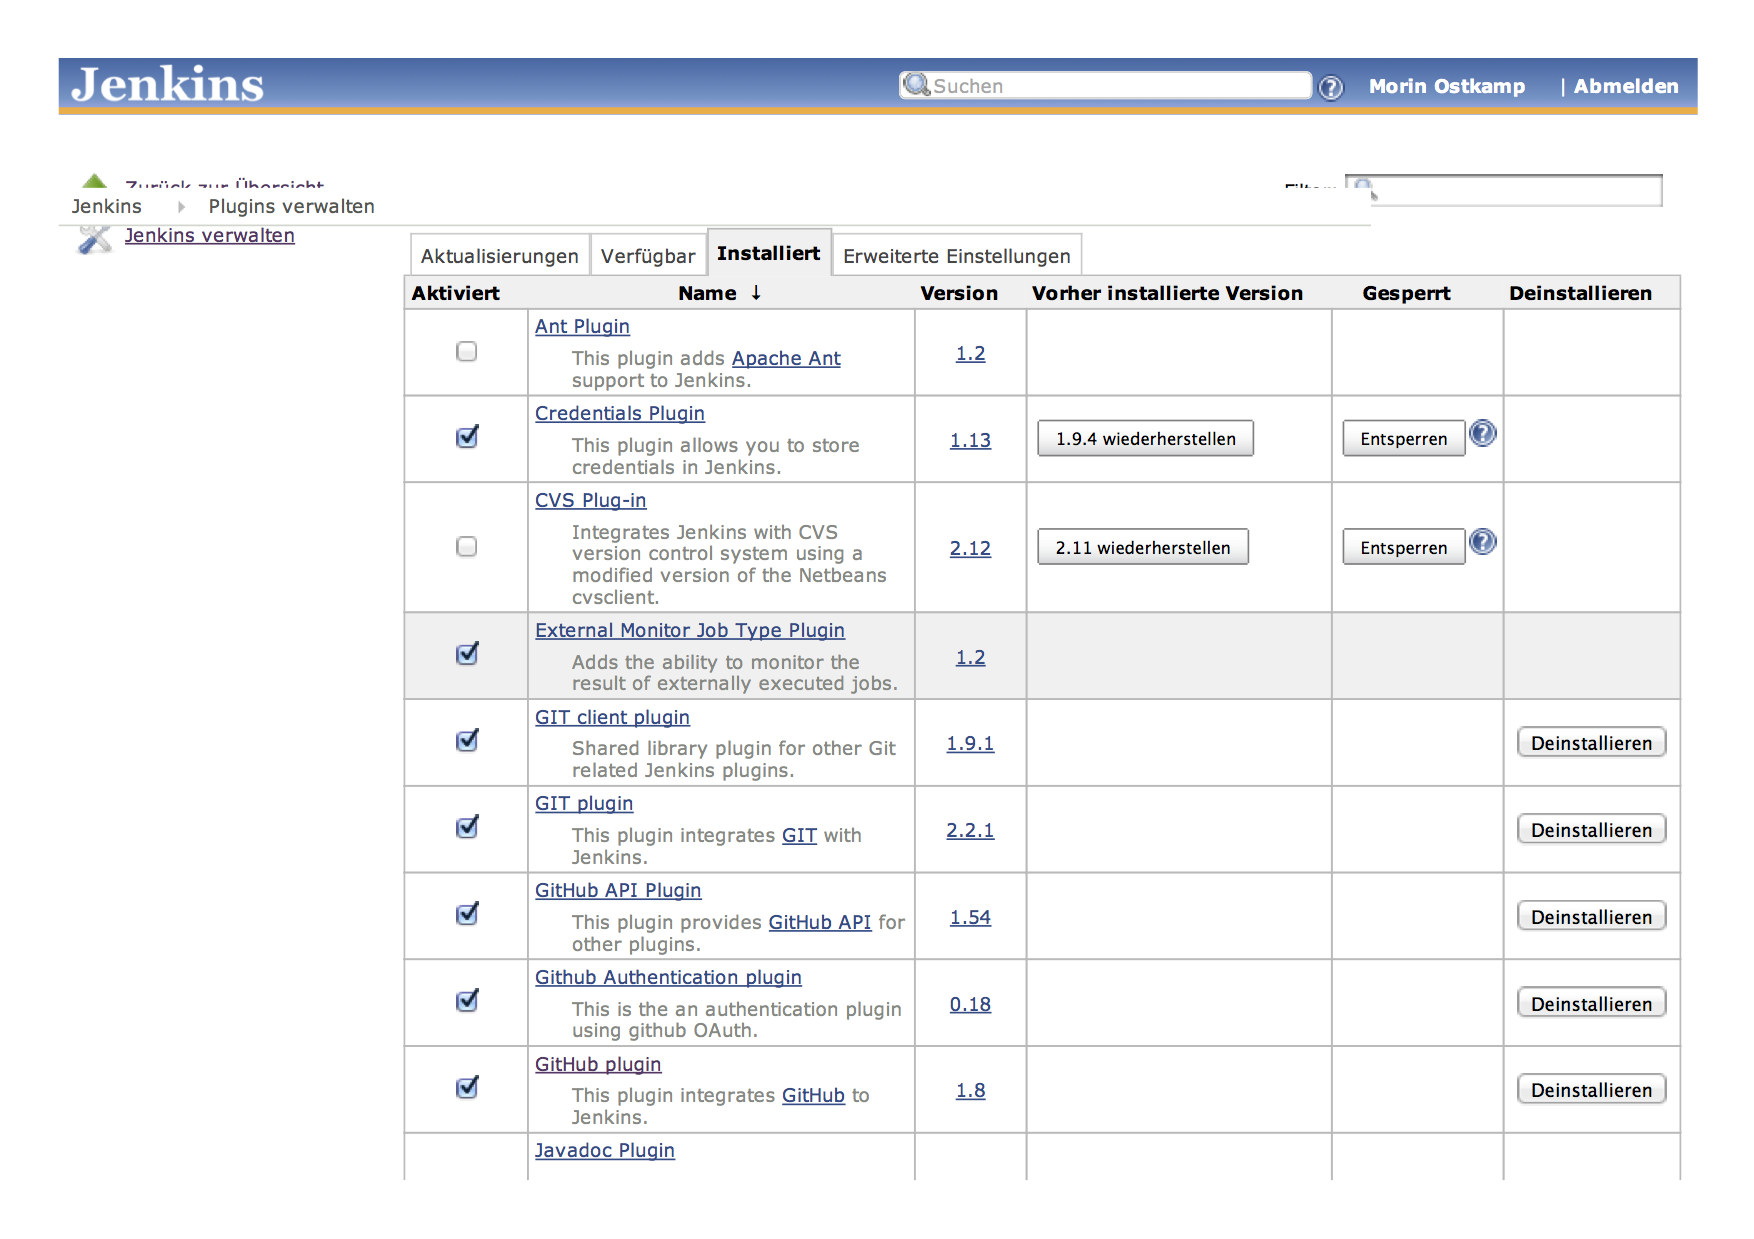 Jenkins
Suchen
Morin Ostkamp
| Abmelden
Zurück zur Übersicht
Filter:
Jenkins
Plugins verwalten
Jenkins verwalten
Aktualisierungen
Verfügbar
Installiert
Erweiterte Einstellungen
Aktiviert
Name ↓
Version
Vorher installierte Version
Gesperrt
Deinstallieren
Ant Plugin
This plugin adds Apache Ant
support to Jenkins.
1.2
Credentials Plugin
This plugin allows you to store
credentials in Jenkins.
1.13
1.9.4 wiederherstellen
Entsperren
CVS Plug-in
Integrates Jenkins with CVS
version control system using a
modified version of the Netbeans
cvsclient.
2.12
2.11 wiederherstellen
Entsperren
External Monitor Job Type Plugin
Adds the ability to monitor the
result of externally executed jobs.
1.2
GIT client plugin
Shared library plugin for other Git
related Jenkins plugins.
1.9.1
Deinstallieren
GIT plugin
This plugin integrates GIT with
Jenkins.
2.2.1
Deinstallieren
GitHub API Plugin
This plugin provides GitHub API for
other plugins.
1.54
Deinstallieren
Github Authentication plugin
This is the an authentication plugin
using github OAuth.
0.18
Deinstallieren
GitHub plugin
This plugin integrates GitHub to
Jenkins.
1.8
Deinstallieren
Javadoc Plugin